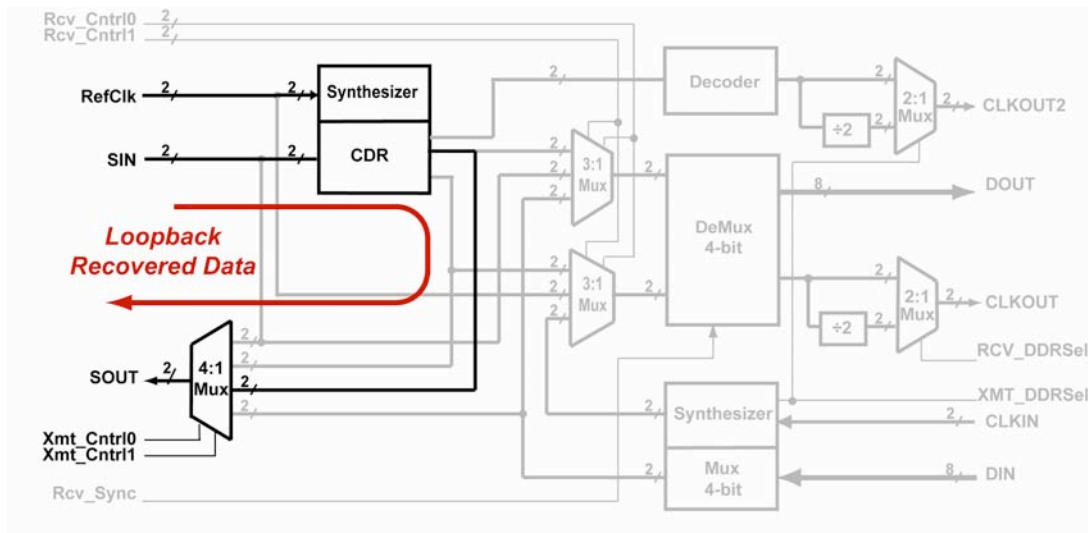 Rcv_Cntrl0
2
Rcv_Cntrl1
2
RefClk
2
2
Synthesizer
SIN
2
2
CDR
2
Decoder
2
2:1
Mux
2
CLKOUT2
÷2
2
2
3:1
Mux
2
2
2
DeMux
4-bit
8
DOUT
Loopback
Recovered Data
2
3:1
Mux
2
2
2
2
2:1
Mux
2
CLKOUT
÷2
2
RCV_DDRSel
2
2
2
2
4:1
Mux
2
SOUT
XMT_DDRSel
2
Synthesizer
2
CLKIN
Xmt_Cntrl0
Xmt_Cntrl1
2
Mux
4-bit
8
DIN
Rcv_Sync